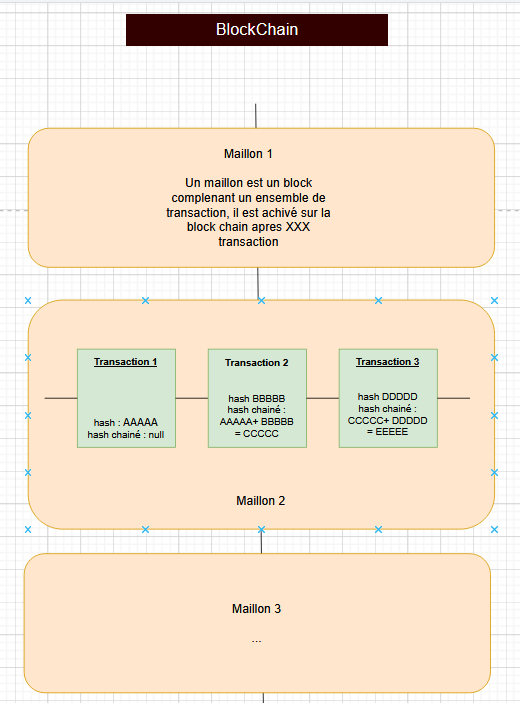 BlockChain
Maillon 1
Un maillon est un block
complenant un ensemble de
transaction, il est achivé sur la
block chain apres XXX
transaction
Transaction 1
hash : AAAAA
hash chainé : null
Transaction 2
hash BBBBB
hash chainé :
AAAAA+ BBBBB
= CCCCC
Transaction 3
hash DDDDD
hash chainé :
CCCCC+ DDDDD
= EEEEE
Maillon 2
Maillon 3
...